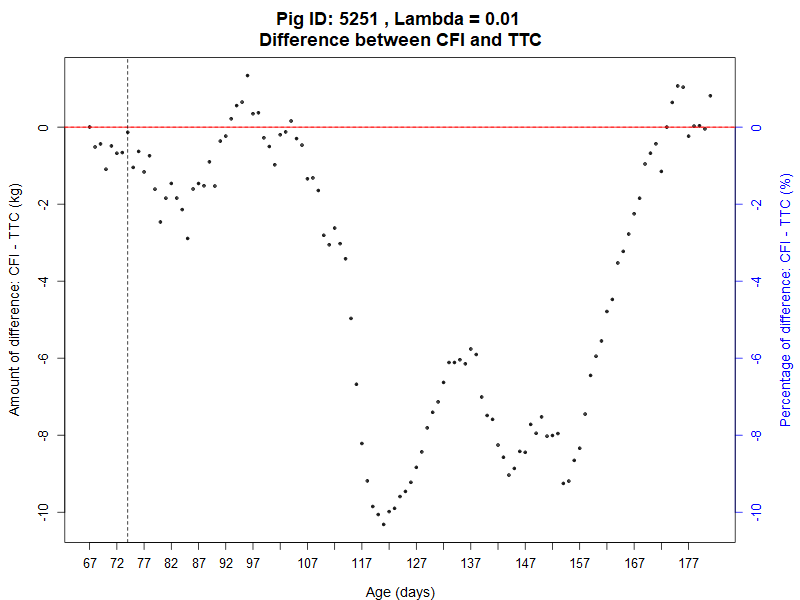 Pig ID: 5251 , Lambda = 0.01
Difference between CFI and TTC
Amount of difference: CFI - TTC (kg)
0
-2
-4
-6
-8
-10
0
-2
-4
-6
-8
-10
Percentage of difference: CFI - TTC (%)
67 72 77 82 87 92 97 107 117 127 137 147 157 167 177
Age (days)